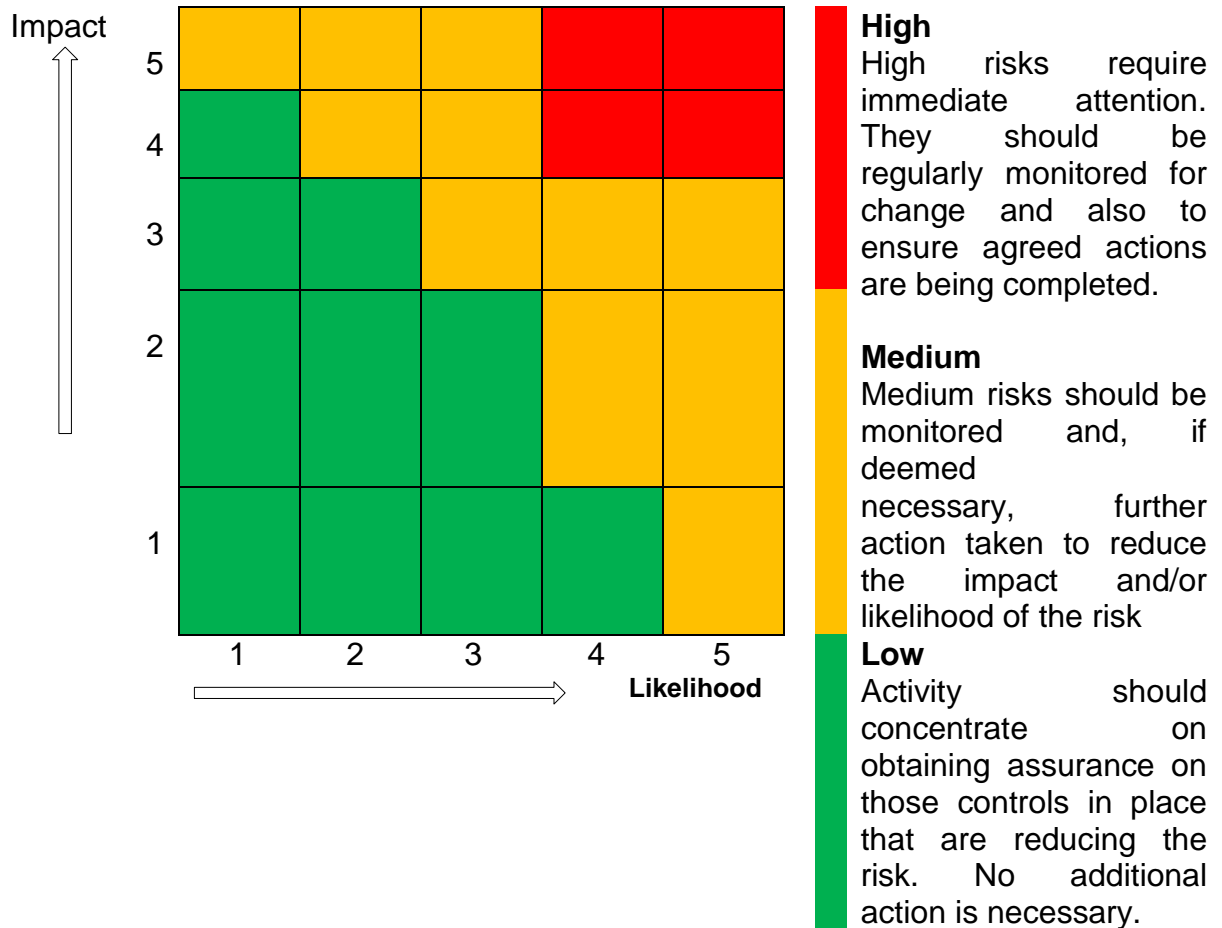 Impact
5
4
3
2
1
1 2 3 4 5
Likelihood
High
High risks require
immediate attention.
They should be
regularly monitored for
change and also to
ensure agreed actions
are being completed.
Medium
Medium risks should be
monitored and, if
deemed
necessary, further
action taken to reduce
the impact and/or
likelihood of the risk
Low
Activity should
concentrate on
obtaining assurance on
those controls in place
that are reducing the
risk. No additional
action is necessary.